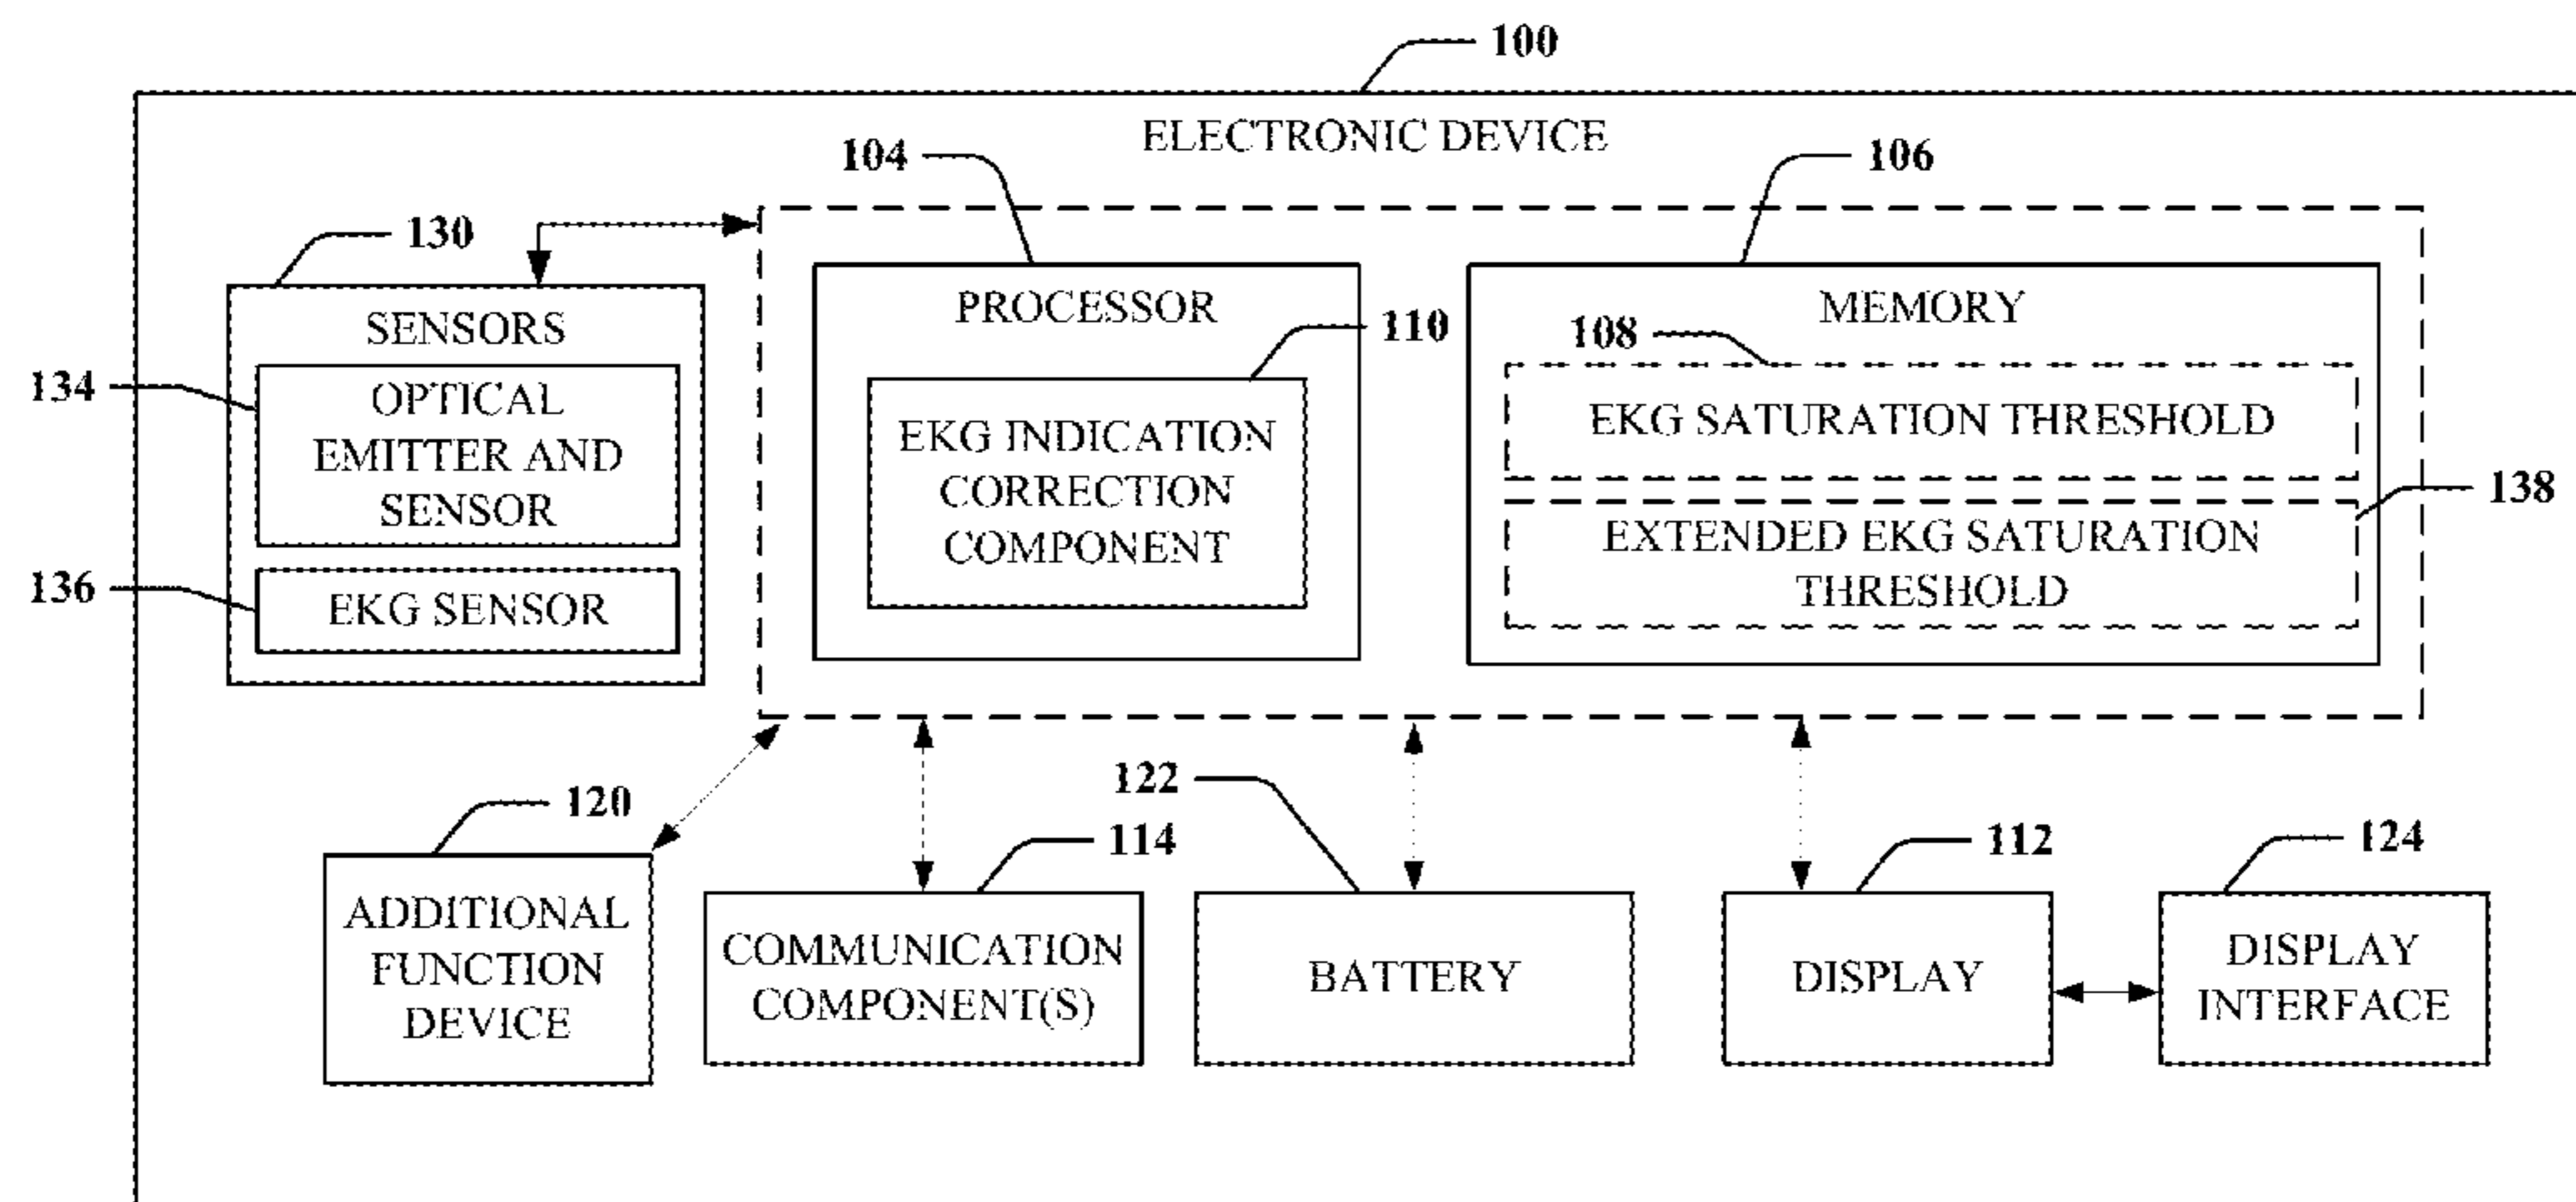 100
ELECTRONIC DEVICE
104
106
130
SENSORS
134
OPTICAL
EMITTER AND
SENSOR
136
EKG SENSOR
PROCESSOR
110
EKG INDICATION
CORRECTION
COMPONENT
MEMORY
108
EKG SATURATION THRESHOLD
138
EXTENDED EKG SATURATION
THRESHOLD
120
ADDITIONAL
FUNCTION
DEVICE
114
COMMUNICATION
COMPONENT(S)
122
BATTERY
112
DISPLAY
124
DISPLAY
INTERFACE